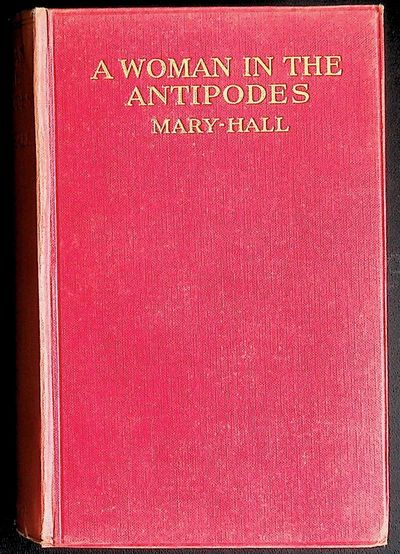 A WOMAN IN THE
ANTIPODES
MARY-HALL